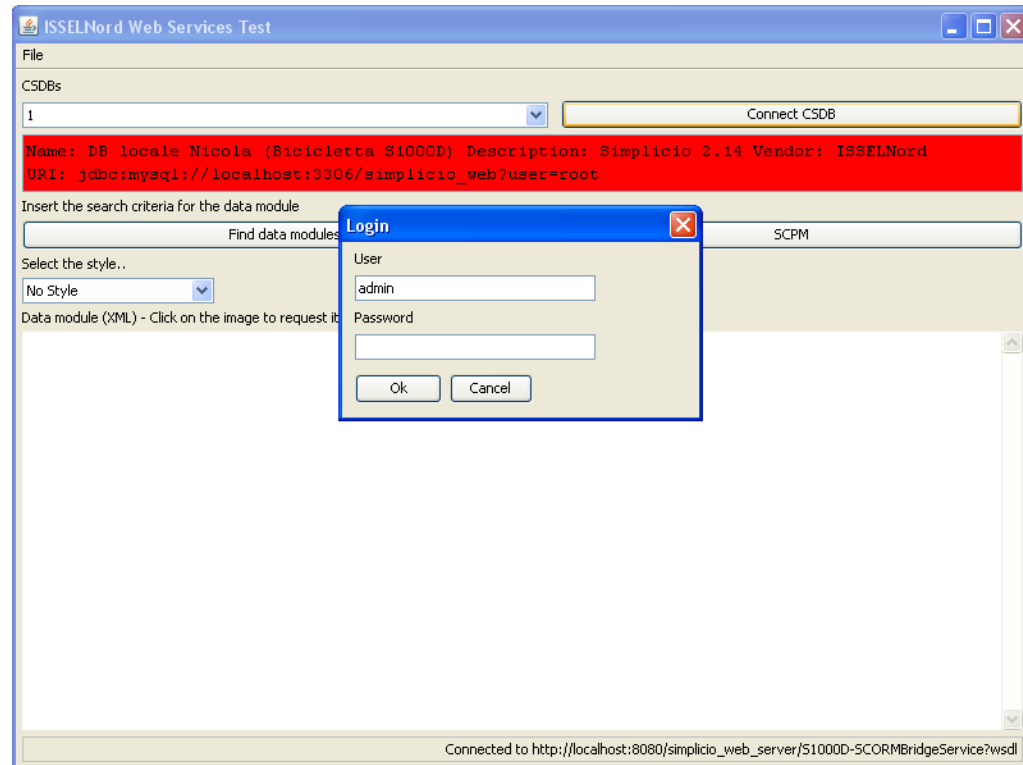 ISSELNord Web Services Test
File
CSDBs
1
Connect CSDB
Name: DB locale Nicola (Bicicletta S1000D) Description: Simplicio 2.14 Vendor: ISSELNord
URI: jdbc:mysql://localhost:3306/simplicio_web?user=root
Insert the search criteria for the data module
Find data modules
SCPM
Select the style..
No Style
Data module (XML) - Click on the image to request it
Login
User
admin
Password
Ok
Cancel
Connected to http://localhost:8080/simplicio_web_server/S1000D-SCORMBridgeService?wsdl